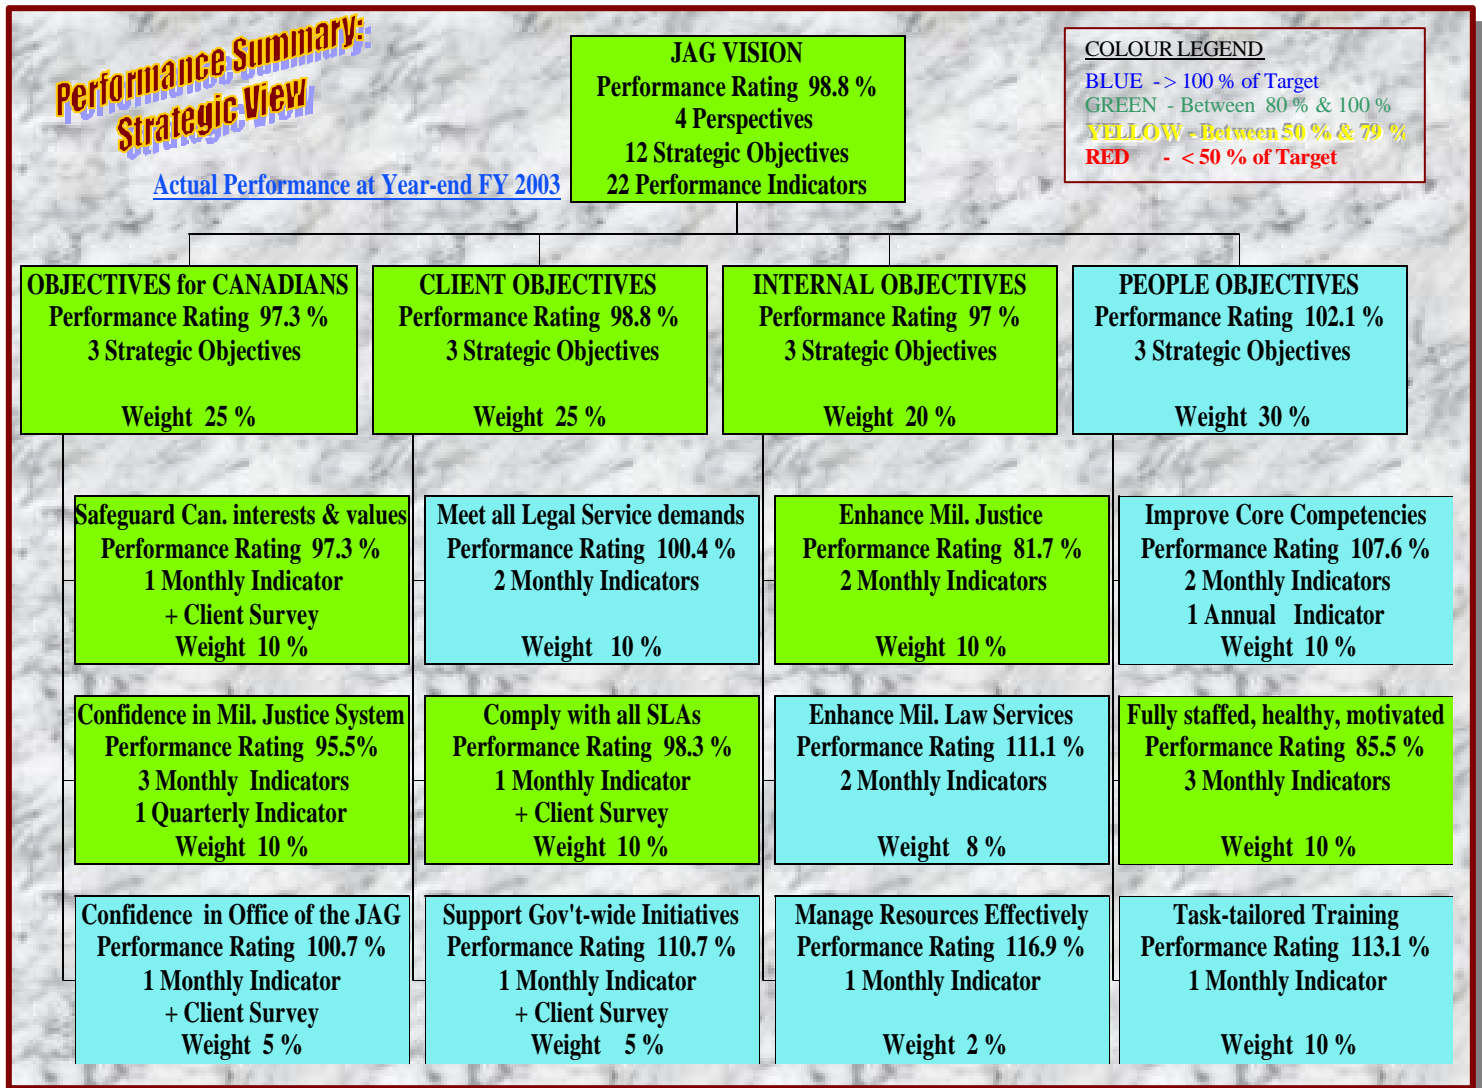 Performance Summary:
Strategic View
Actual Performance at Year-end FY 2003
JAG VISION
Performance Rating 98.8 %
4 Perspectives
12 Strategic Objectives
22 Performance Indicators
COLOUR LEGEND
BLUE - > 100 % of Target
GREEN - Between 80 % & 100 %
YELLOW - Between 50 % & 79 %
RED - < 50 % of Target
OBJECTIVES for CANADIANS
Performance Rating 97.3 %
3 Strategic Objectives
Weight 25 %
CLIENT OBJECTIVES
Performance Rating 98.8 %
3 Strategic Objectives
Weight 25 %
INTERNAL OBJECTIVES
Performance Rating 97 %
3 Strategic Objectives
Weight 20 %
PEOPLE OBJECTIVES
Performance Rating 102.1 %
3 Strategic Objectives
Weight 30 %
Safeguard Can. interests & values
Performance Rating 97.3 %
1 Monthly Indicator
+ Client Survey
Weight 10 %
Meet all Legal Service demands
Performance Rating 100.4 %
2 Monthly Indicators
Weight 10 %
Enhance Mil. Justice
Performance Rating 81.7 %
2 Monthly Indicators
Weight 10 %
Improve Core Competencies
Performance Rating 107.6 %
2 Monthly Indicators
1 Annual Indicator
Weight 10 %
Confidence in Mil. Justice System
Performance Rating 95.5%
3 Monthly Indicators
1 Quarterly Indicator
Weight 10 %
Comply with all SLAs
Performance Rating 98.3 %
1 Monthly Indicator
+ Client Survey
Weight 10 %
Enhance Mil. Law Services
Performance Rating 111.1 %
2 Monthly Indicators
Weight 8 %
Fully staffed, healthy, motivated
Performance Rating 85.5 %
3 Monthly Indicators
Weight 10 %
Confidence in Office of the JAG
Performance Rating 100.7 %
1 Monthly Indicator
+ Client Survey
Weight 5 %
Support Gov't-wide Initiatives
Performance Rating 110.7 %
1 Monthly Indicator
+ Client Survey
Weight 5 %
Manage Resources Effectively
Performance Rating 116.9 %
1 Monthly Indicator
Weight 2 %
Task-tailored Training
Performance Rating 113.1 %
1 Monthly Indicator
Weight 10 %